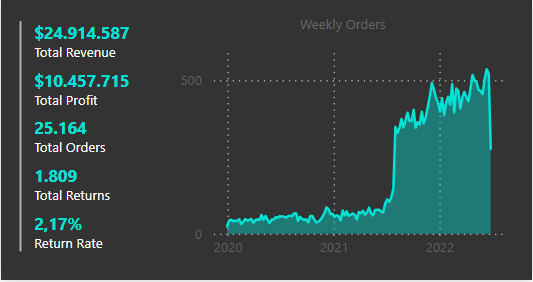 $24.914.587
Total Revenue
$10.457.715
Total Profit
25.164
Total Orders
1.809
Total Returns
2,17%
Return Rate
Weekly Orders
500
0
2020
2021
2022